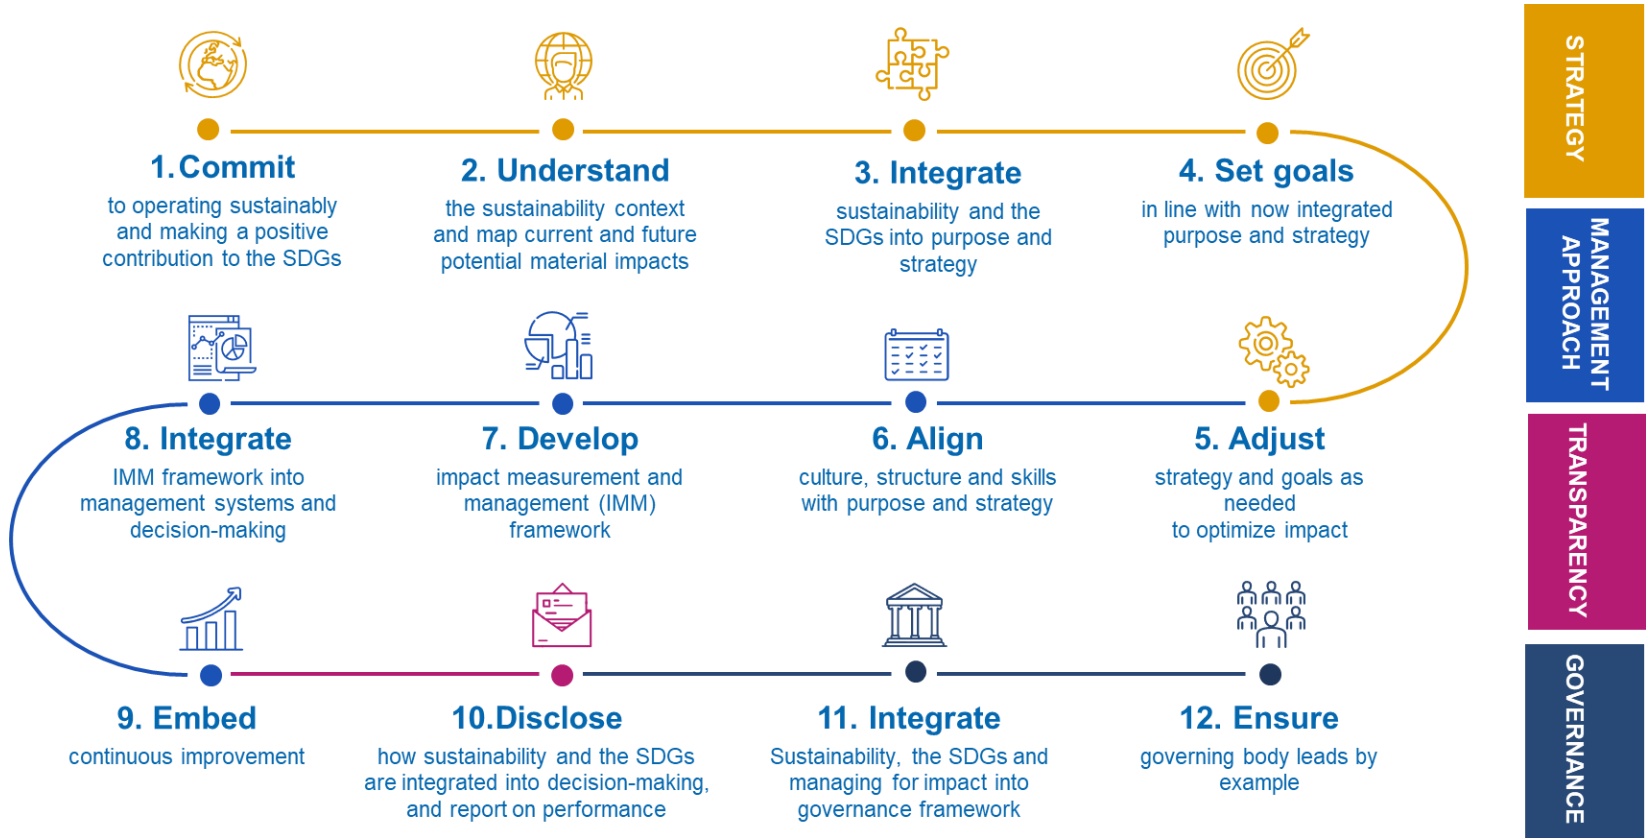 1.Commit
to operating sustainably
and making a positive
contribution to the SDGs
2. Understand
the sustainability context
and map current and future
potential material impacts
3. Integrate
sustainability and the
SDGs into purpose and
strategy
4. Set goals
in line with now integrated
purpose and strategy
5. Adjust
strategy and goals as
needed
to optimize impact
6. Align
culture, structure and skills
with purpose and strategy
7. Develop
impact measurement and
management (IMM)
framework
8. Integrate
IMM framework into
management systems and
decision-making
9. Embed
continuous improvement
10.Disclose
how sustainability and the SDGs
are integrated into decision-making,
and report on performance
11. Integrate
Sustainability, the SDGs and
managing for impact into
governance framework
12. Ensure
governing body leads by
example
STRATEGY
MANAGEMENT
APPROACH
TRANSPARENCY
GOVERNANCE